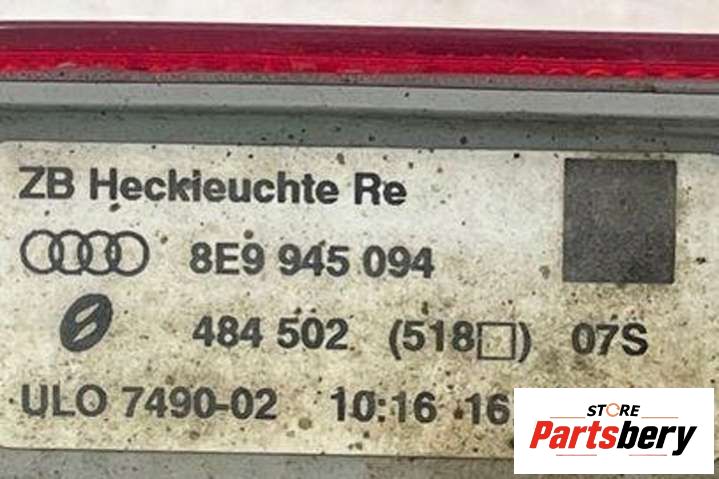 ZB Heckleuchte Re
8E9 945 094
484 502 (518□) 07S
ULO 7490-02 10:16 16
STORE
Partsbery